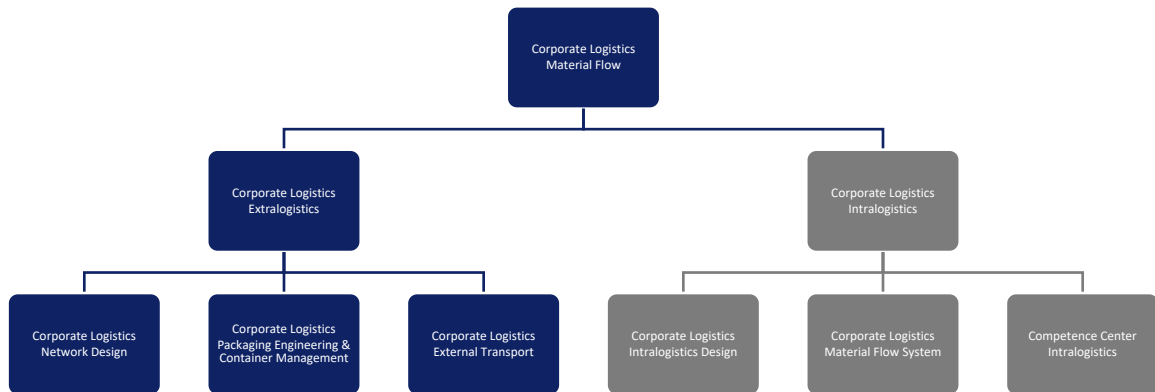 Corporate Logistics
Material Flow
Corporate Logistics
Extralogistics
Corporate Logistics
Intralogistics
Corporate Logistics
Network Design
Corporate Logistics
Packaging Engineering &
Container Management
Corporate Logistics
External Transport
Corporate Logistics
Intralogistics Design
Corporate Logistics
Material Flow System
Competence Center
Intralogistics